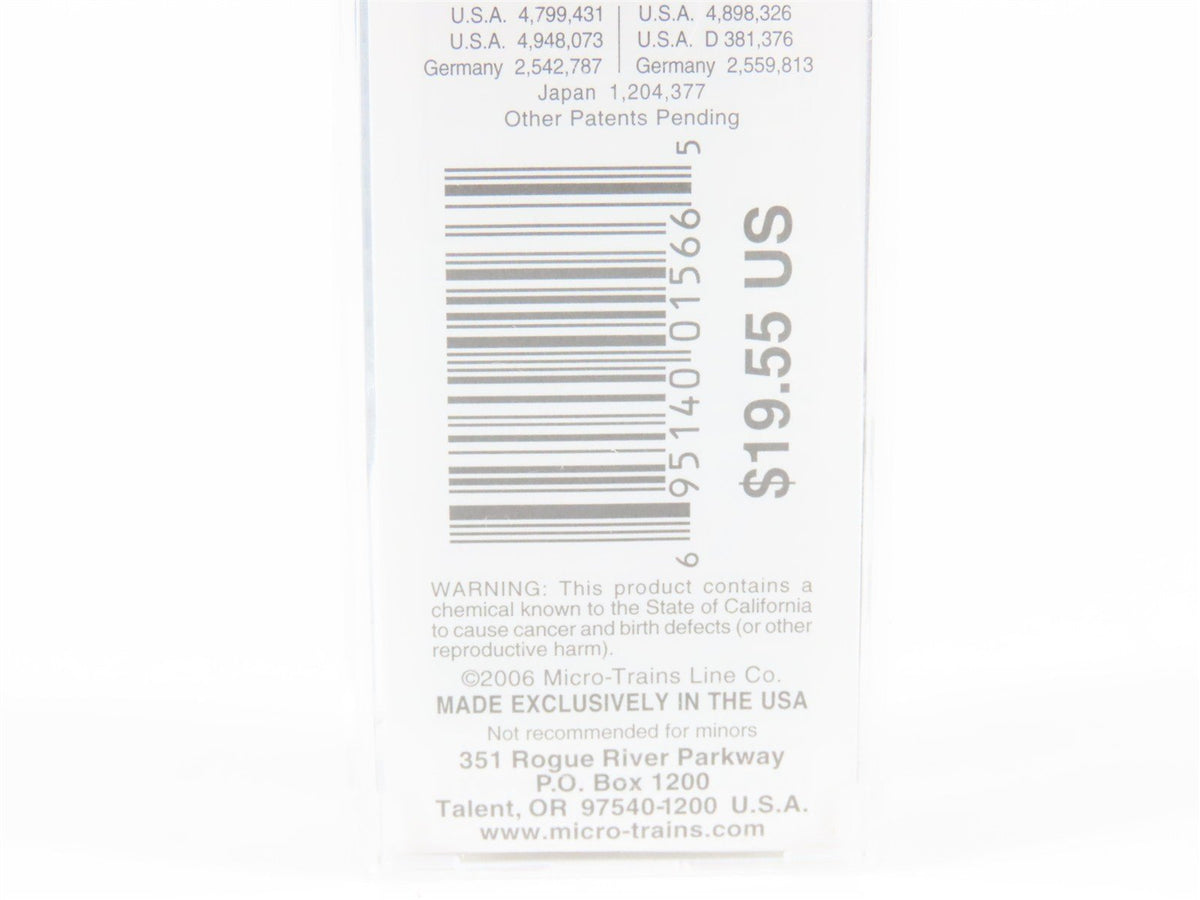 U.S.A. 4,799,431 | U.S.A. 4,898,326
U.S.A. 4,948,073 | U.S.A. D 381,376
Germany 2,542,787 | Germany 2,559,813
Japan 1,204,377
Other Patents Pending
6 95140 01566 5
$19.55 US
WARNING: This product contains a
chemical known to the State of California
to cause cancer and birth defects (or other
reproductive harm).
©2006 Micro-Trains Line Co.
MADE EXCLUSIVELY IN THE USA
Not recommended for minors
351 Rogue River Parkway
P.O. Box 1200
Talent, OR 97540-1200 U.S.A.
www.micro-trains.com